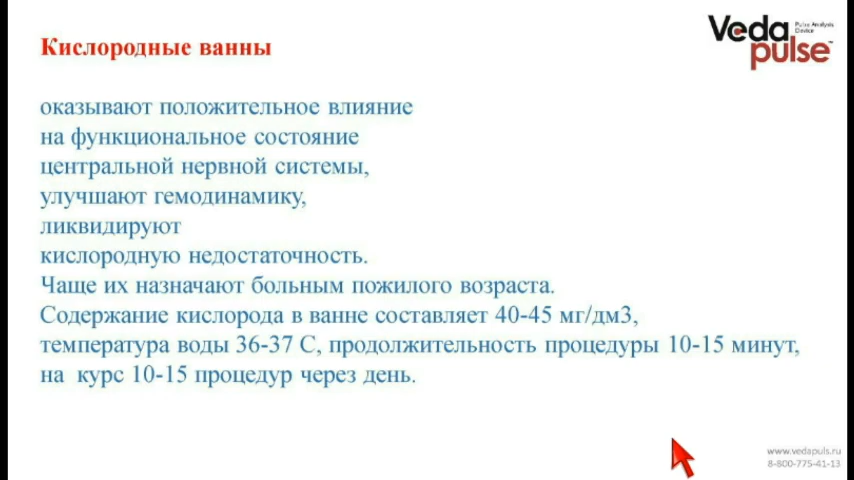 Кислородные ванны
Veda
pulse™
Pulse Analysis
Device
оказывают положительное влияние
на функциональное состояние
центральной нервной системы,
улучшают гемодинамику,
ликвидируют
кислородную недостаточность.
Чаще их назначают больным пожилого возраста.
Содержание кислорода в ванне составляет 40-45 мг/дм3,
температура воды 36-37 С, продолжительность процедуры 10-15 минут,
на курс 10-15 процедур через день.
www.vedapuls.ru
8-800-775-41-13